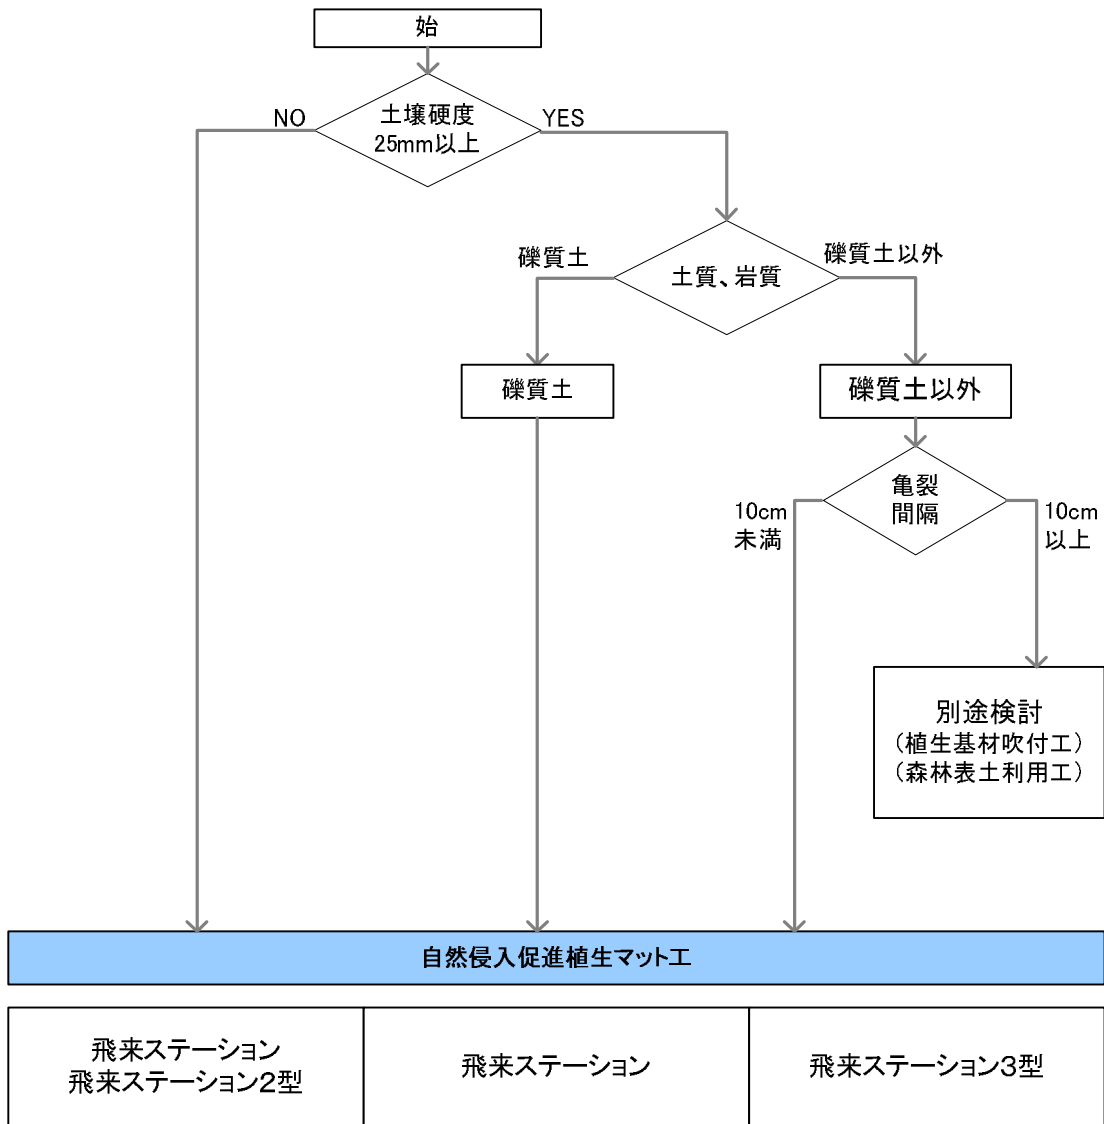 始
土壌硬度
25mm以上
NO
YES
土質、岩質
礫質土
礫質土以外
礫質土
礫質土以外
亀裂
間隔
10cm
未満
10cm
以上
別途検討
（植生基材吹付工）
（森林表土利用工）
自然侵入促進植生マット工
飛来ステーション
飛来ステーション2型
飛来ステーション
飛来ステーション3型